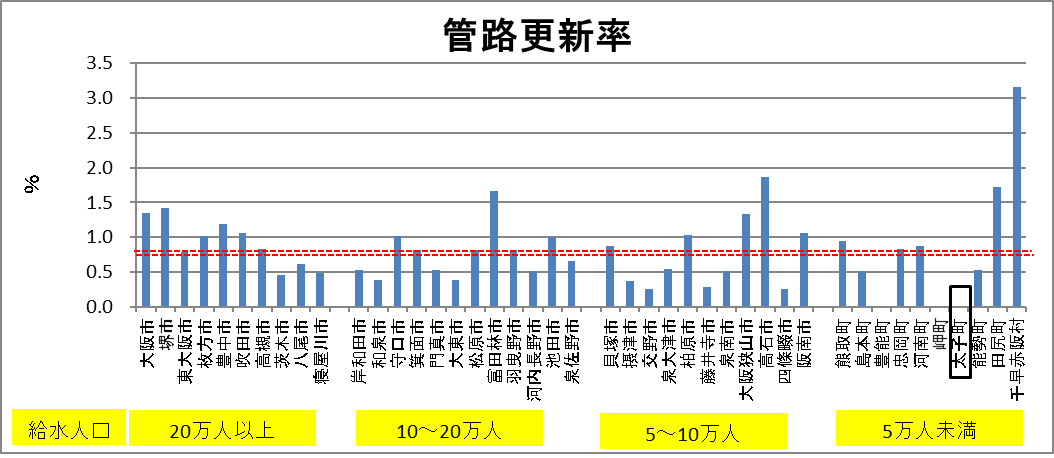 管路更新率
3.5
3.0
2.5
2.0
1.5
1.0
0.5
0.0
%
大阪市
堺市
東大阪市
枚方市
豊中市
吹田市
高槻市
茨木市
八尾市
寝屋川市
岸和田市
和泉市
守口市
箕面市
門真市
大東市
松原市
富田林市
羽曳野市
河内長野市
池田市
泉佐野市
貝塚市
摂津市
交野市
泉大津市
柏原市
藤井寺市
泉南市
大阪狭山市
高石市
四條畷市
阪南市
熊取町
島本町
豊能町
忠岡町
河南町
岬町
太子町
能勢町
田尻町
千早赤阪村
給水人口
20万人以上
10～20万人
5～10万人
5万人未満